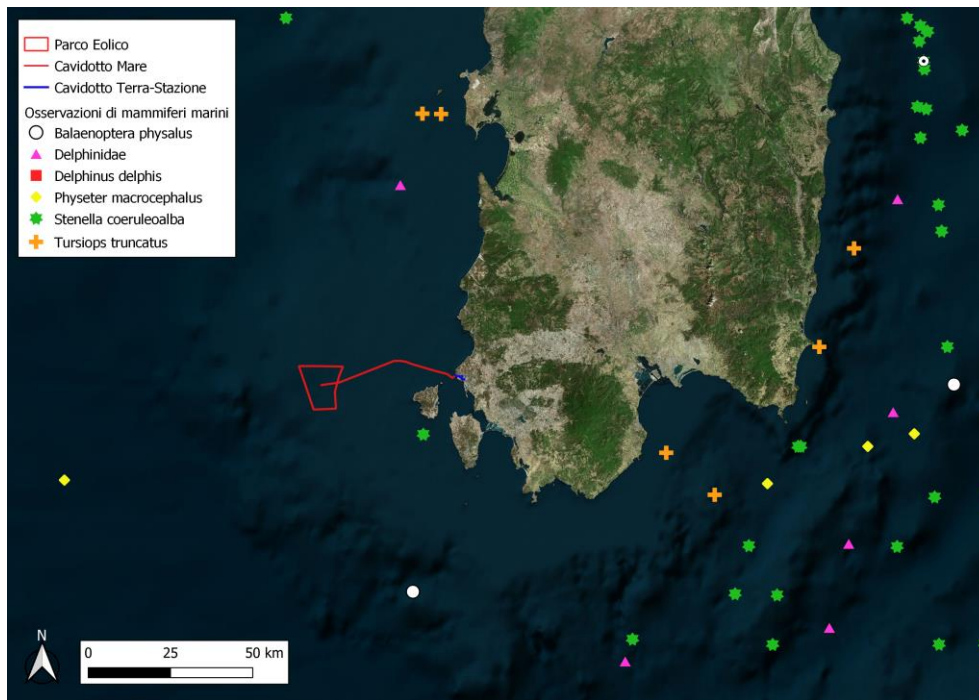 Parco Eolico
Cavidotto Mare
Cavidotto Terra-Stazione
Osservazioni di mammiferi marini
Balaenoptera physalus
Delphinidae
Delphinus delphis
Physeter macrocephalus
Stenella coeruleoalba
Tursiops truncatus
N
0 25 50 km